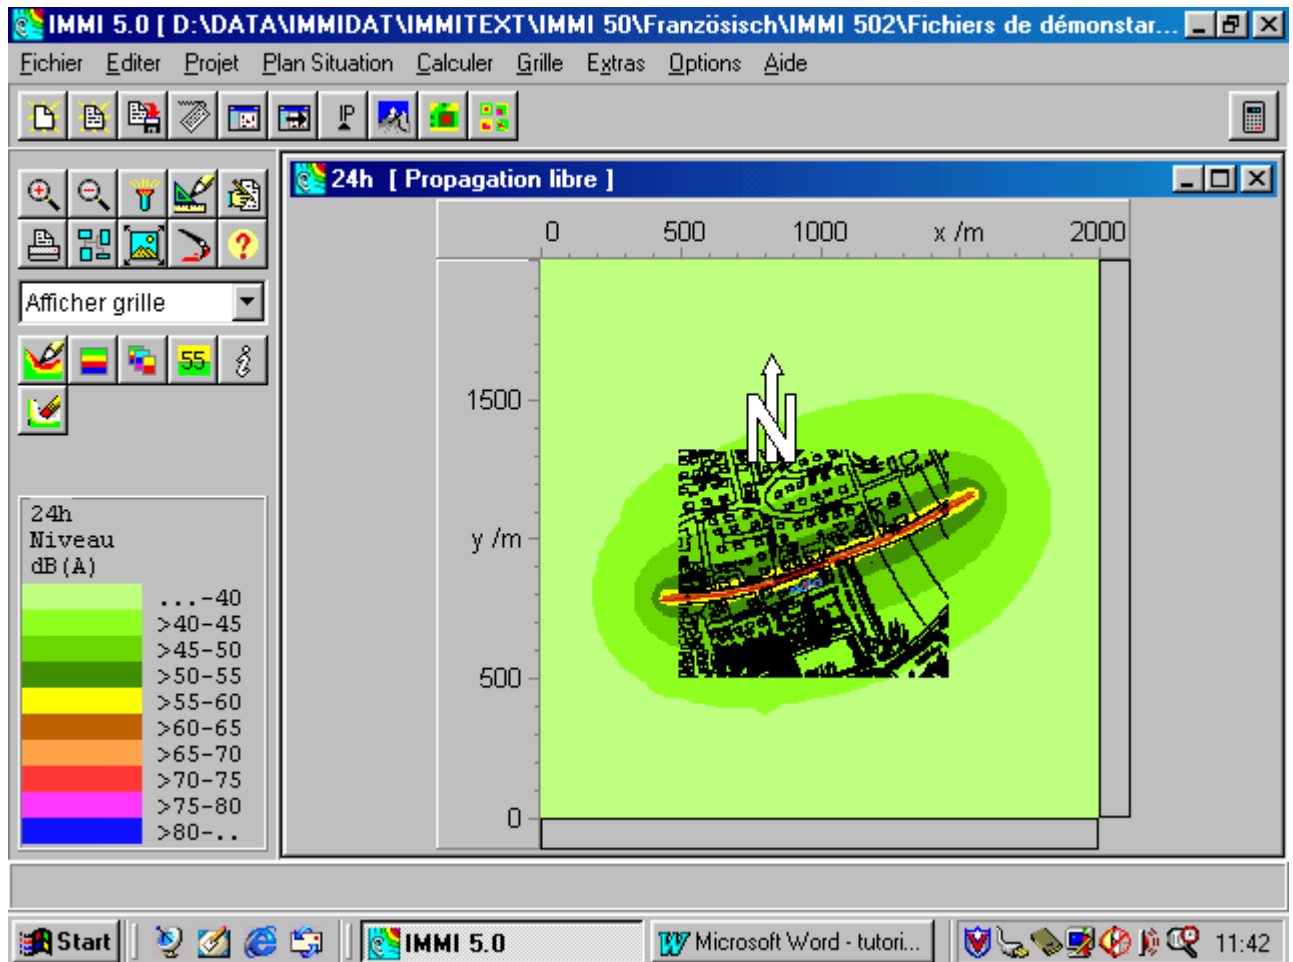 IMMI 5.0 [ D:\DATA\IMMIDAT\IMMITEXT\IMMI 50\Französisch\IMMI 502\Fichiers de démonstar...
Fichier Editer Projet Plan Situation Calculer Grille Extras Options Aide
IP
24h [ Propagation libre ]
0 500 1000 x /m 2000
Afficher grille
55
1500
N
y /m
500
0
24h
Niveau
dB(A)
...-40
>40-45
>45-50
>50-55
>55-60
>60-65
>65-70
>70-75
>75-80
>80-..
Start IMMI 5.0 Microsoft Word - tutori... 11:42